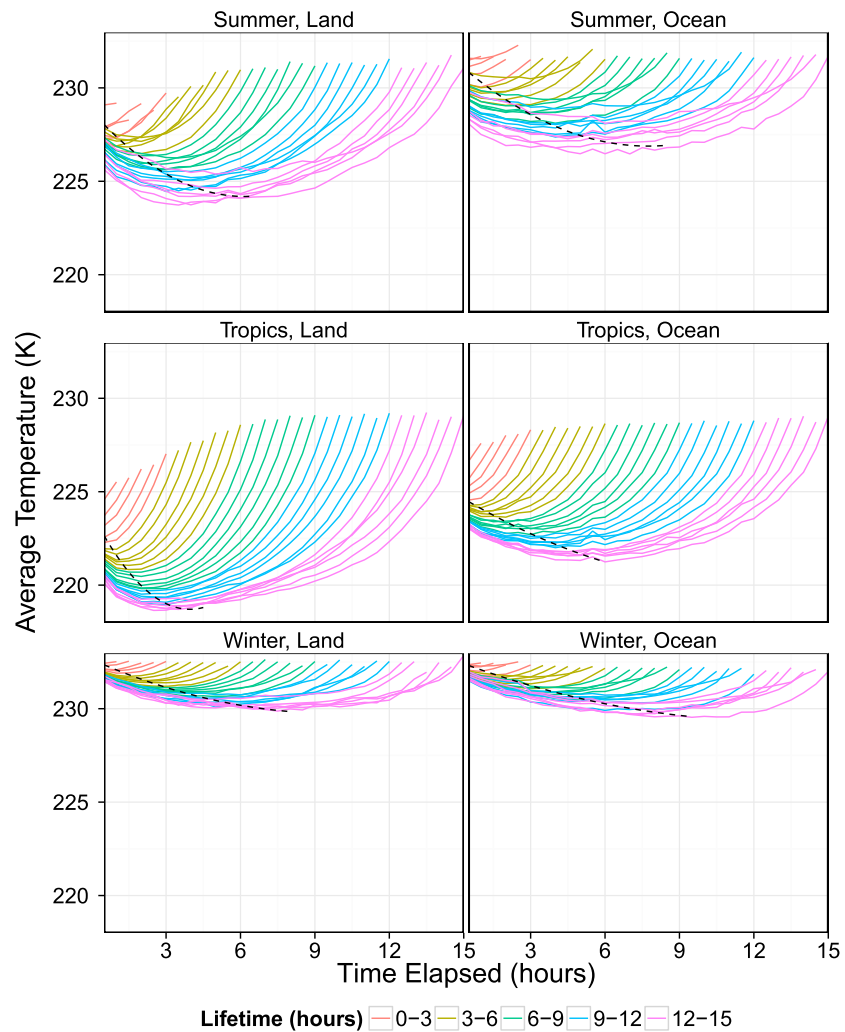 Summer, Land
Summer, Ocean
230
225
220
Tropics, Land
Tropics, Ocean
230
225
220
Winter, Land
Winter, Ocean
230
225
220
Average Temperature (K)
3 6 9 12 15 3 6 9 12 15
Time Elapsed (hours)
Lifetime (hours) 0−3 3−6 6−9 9−12 12−15